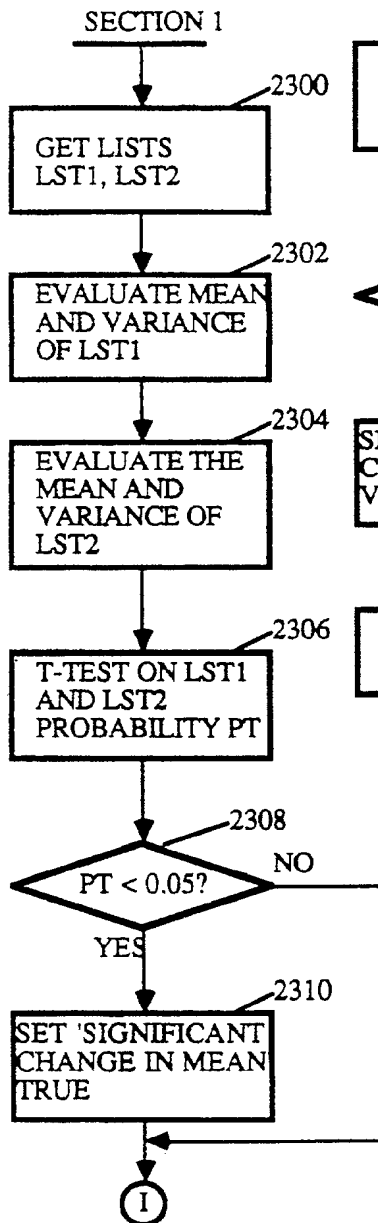 SECTION 1
2300
GET LISTS
LST1, LST2
2302
EVALUATE MEAN
AND VARIANCE
OF LST1
2304
EVALUATE THE
MEAN AND
VARIANCE OF
LST2
2306
T-TEST ON LST1
AND LST2
PROBABILITY PT
2308
PT < 0.05?
NO
YES
2310
SET 'SIGNIFICANT
CHANGE IN MEAN'
TRUE
I